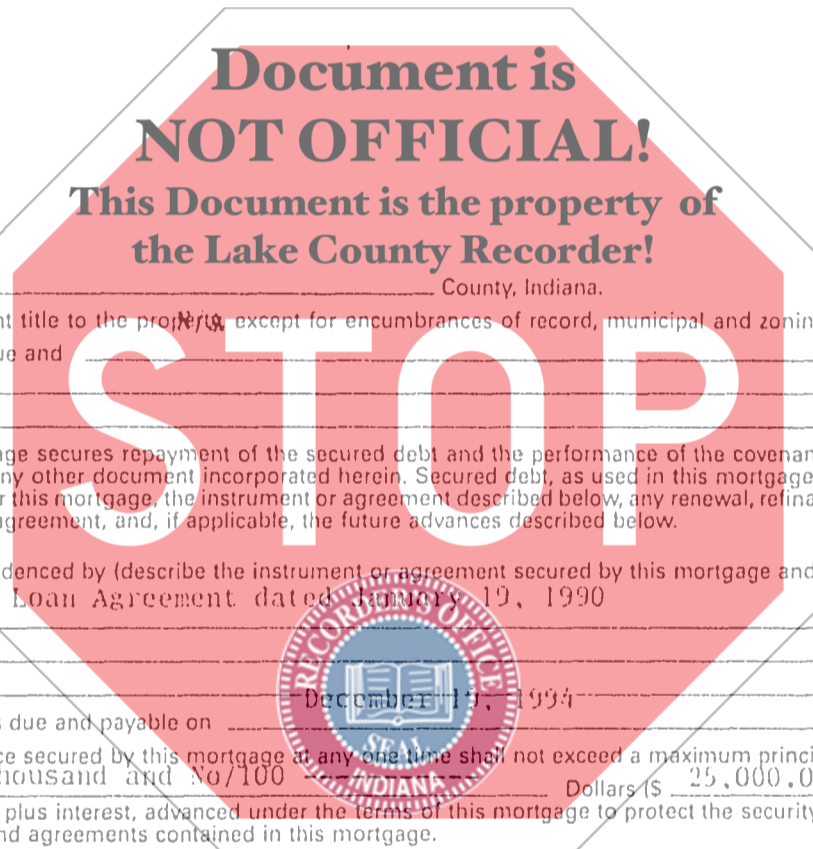 Document is
NOT OFFICIAL!
This Document is the property of
the Lake County Recorder!
County, Indiana.
title to the property, except for encumbrances of record, municipal and
and
STOP
secures repayment of the secured debt and the performance of the
other document incorporated herein. Secured debt, as used in this mortgage
this mortgage, the instrument or agreement described below, any renewal,
agreement, and, if applicable, the future advances described below.
by (describe the instrument or agreement secured by this mortgage and
Loan Agreement dated January 19, 1990
RECORDER'S OFFICE
December 19, 1994
due and payable on
secured by this mortgage at any one time shall not exceed a maximum
and No/100
Dollars ($ 25,000.0
SEAL
INDIANA
plus interest, advanced under the terms of this mortgage to protect the security
agreements contained in this mortgage.